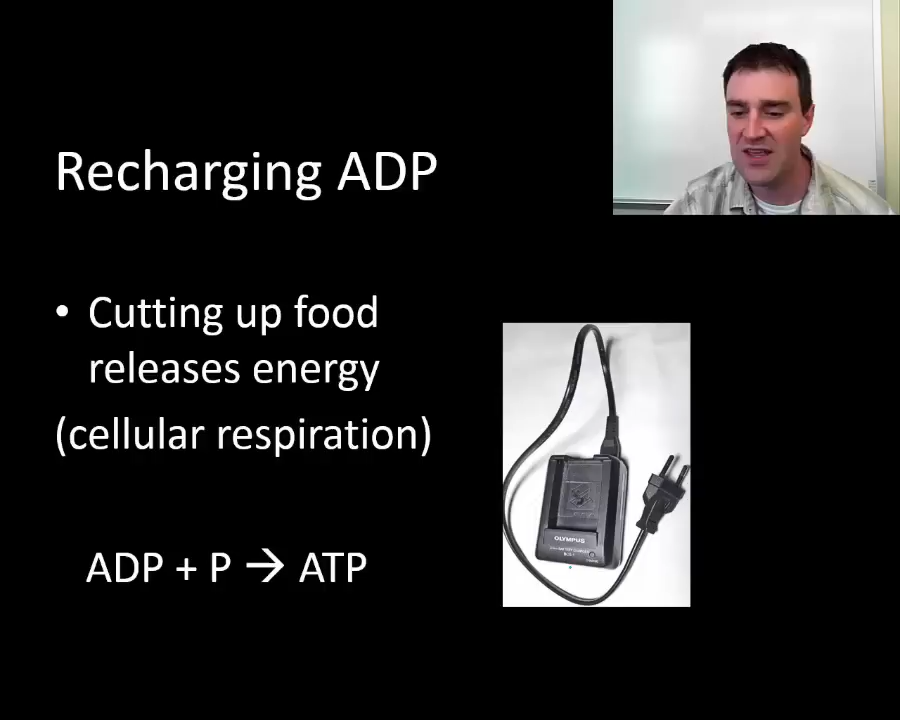 Recharging ADP
• Cutting up food
releases energy
(cellular respiration)
ADP + P → ATP
OLYMPUS